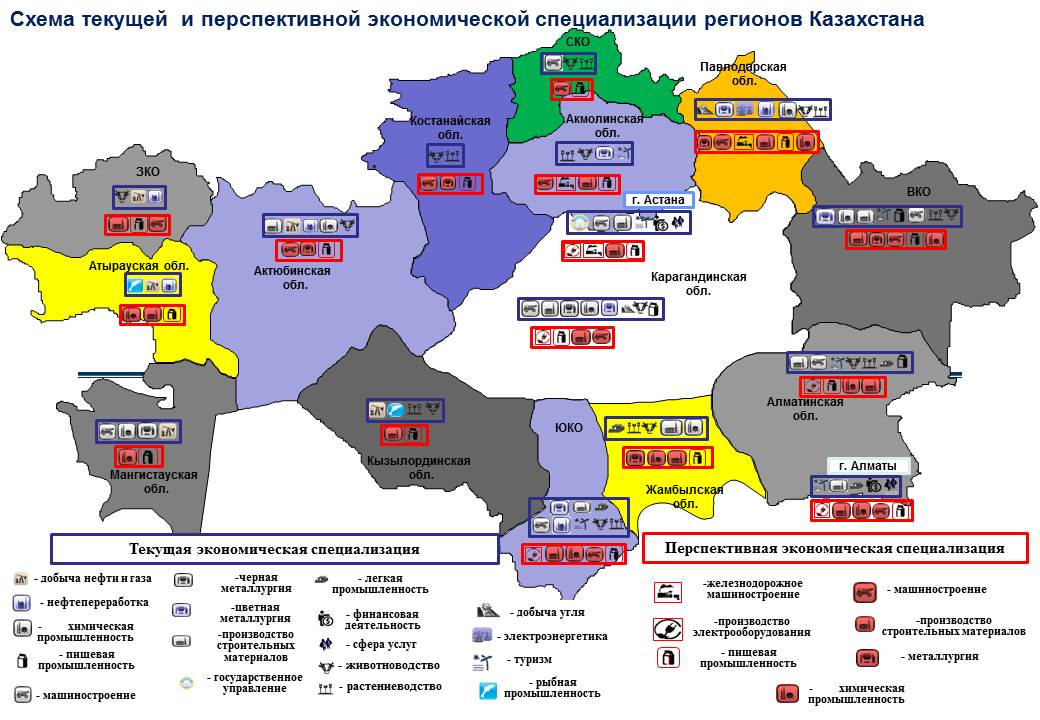 Схема текущей и перспективной экономической специализации регионов Казахстана
СКО
Павлодарская
обл.
Костанайская
обл.
Акмолинская
обл.
ЗКО
ВКО
г. Астана
Атырауская обл.
Актюбинская
обл.
Карагандинская
обл.
Алматинская
обл.
ЮКО
Кызылординская
обл.
г. Алматы
Мангистауская
обл.
Жамбылская
обл.
Текущая экономическая специализация
- добыча нефти и газа
- нефтепереработка
- химическая
промышленность
- пищевая
промышленность
- машиностроение
-черная
металлургия
-цветная
металлургия
-производство
строительных
материалов
- государственное
управление
- легкая
промышленность
- финансовая
деятельность
- сфера услуг
- животноводство
- растениеводство
- добыча угля
- электроэнергетика
- туризм
- рыбная
промышленность
Перспективная экономическая специализация
-железнодорожное
машиностроение
-производство
электрооборудования
- пищевая
промышленность
- машиностроение
-производство
строительных материалов
- металлургия
- химическая
промышленность